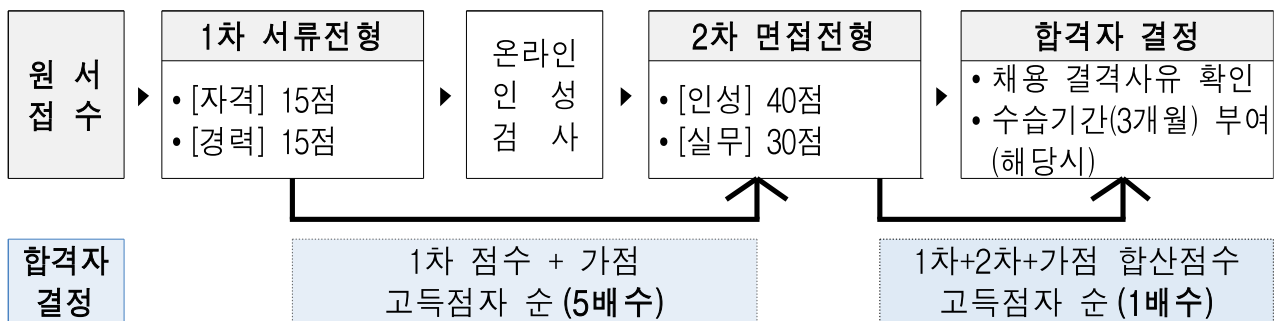 원 서
접 수
1차 서류전형
• [자격] 15점
• [경력] 15점
온라인
인 성
검 사
2차 면접전형
• [인성] 40점
• [실무] 30점
합격자 결정
• 채용 결격사유 확인
• 수습기간(3개월) 부여
(해당시)
합격자
결정
1차 점수 + 가점
고득점자 순 (5배수)
1차+2차+가점 합산점수
고득점자 순 (1배수)